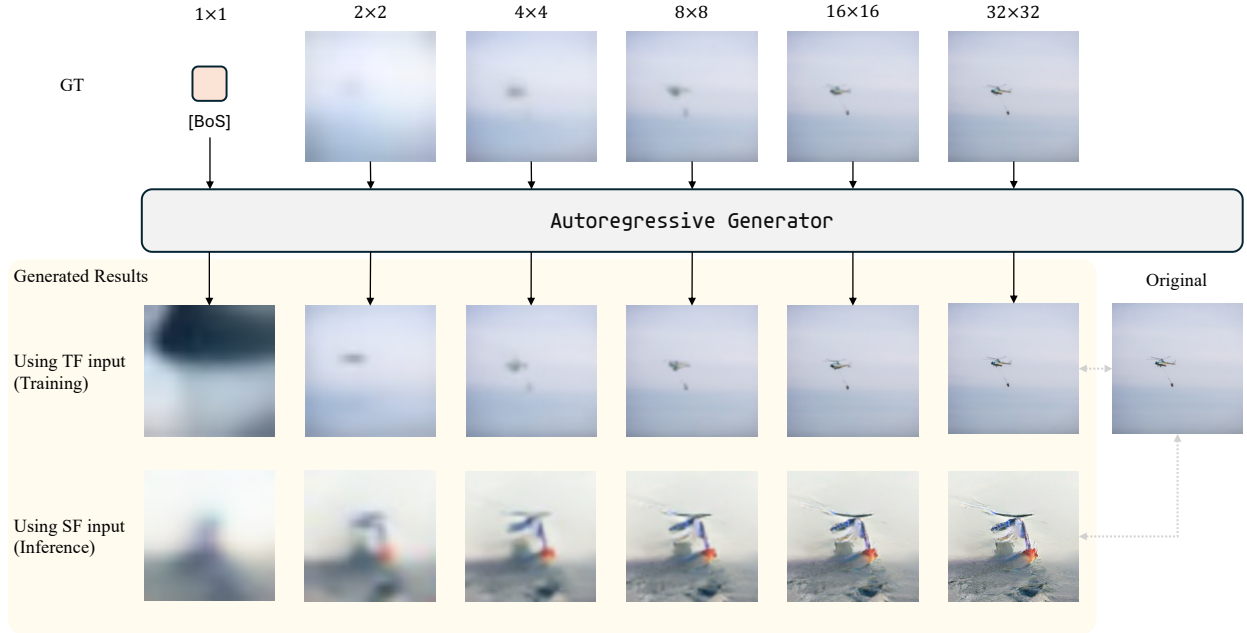 1×1
2×2
4×4
8×8
16×16
32×32
GT
[BoS]
Autoregressive Generator
Generated Results
Original
Using TF input
(Training)
Using SF input
(Inference)